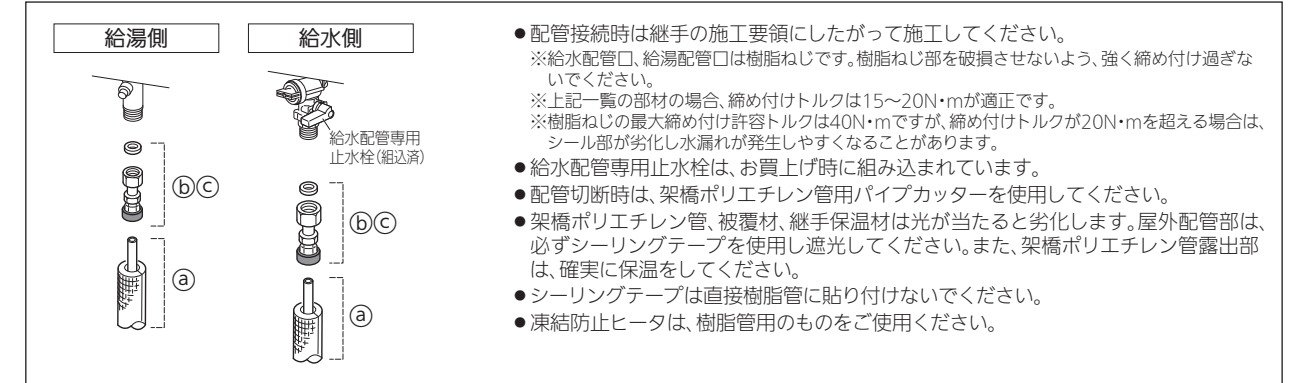 給湯側
給水側
給水配管専用
止水栓(組込済)
ⓑⓒ
ⓑⓒ
ⓐ
ⓐ
●配管接続時は継手の施工要領にしたがって施工してください。
※給水配管口、給湯配管口は樹脂ねじです。樹脂ねじ部を破損させないよう、強く締め付け過ぎな
いでください。
※上記一覧の部材の場合、締め付けトルクは15〜20N・mが適正です。
※樹脂ねじの最大締め付け許容トルクは40N・mですが、締め付けトルクが20N・mを超える場合は、
シール部が劣化し水漏れが発生しやすくなることがあります。
●給水配管専用止水栓は、お買上げ時に組み込まれています。
●配管切断時は、架橋ポリエチレン管用パイプカッターを使用してください。
●架橋ポリエチレン管、被覆材、継手保温材は光が当たると劣化します。屋外配管部は、
必ずシーリングテープを使用し遮光してください。また、架橋ポリエチレン管露出部
は、確実に保温をしてください。
●シーリングテープは直接樹脂管に貼り付けないでください。
●凍結防止ヒータは、樹脂管用のものをご使用ください。